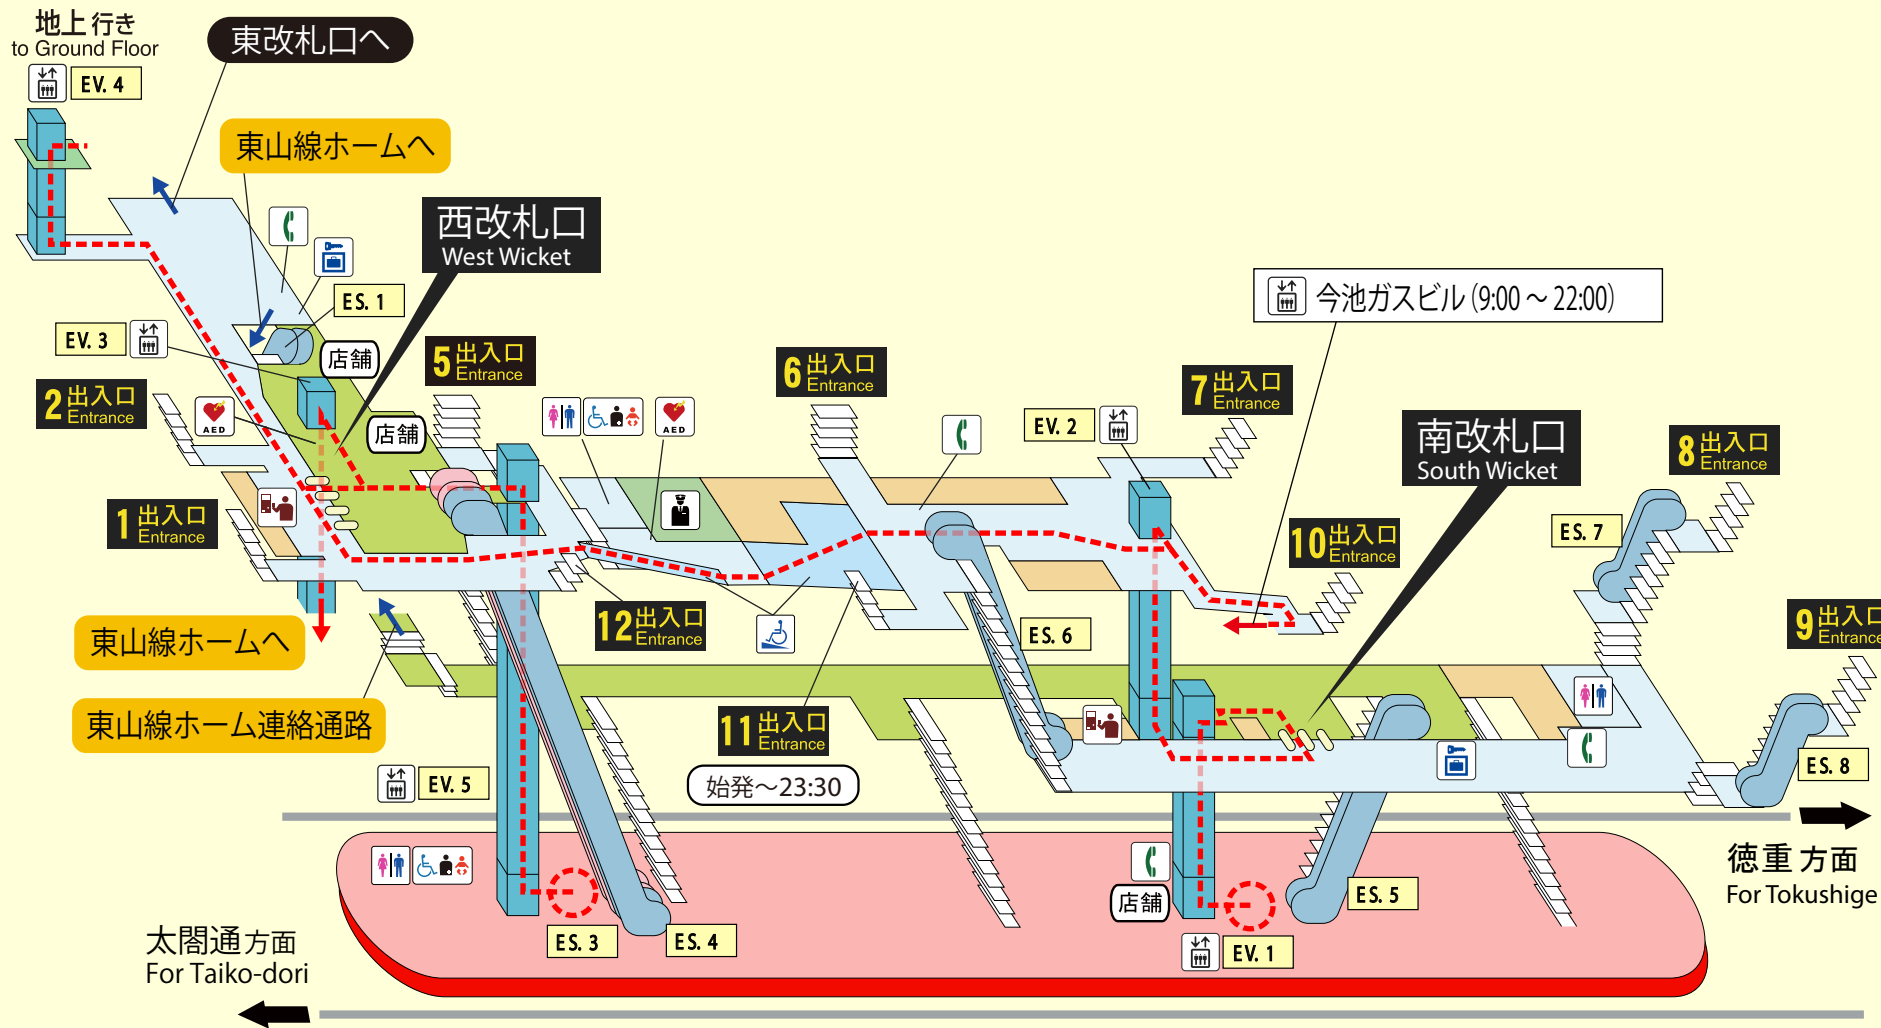 地上行き
to Ground Floor
EV. 4
東改札口へ
東山線ホームへ
西改札口
West Wicket
ES. 1
EV. 3
店舗
2 出入口
Entrance
AED
5 出入口
Entrance
店舗
AED
6 出入口
Entrance
今池ガスビル (9:00 ～ 22:00)
EV. 2
7 出入口
Entrance
南改札口
South Wicket
8 出入口
Entrance
1 出入口
Entrance
10 出入口
Entrance
ES. 7
東山線ホームへ
12 出入口
Entrance
ES. 6
9 出入口
Entrance
東山線ホーム連絡通路
11 出入口
Entrance
始発～23:30
EV. 5
ES. 8
徳重方面
For Tokushige
店舗
ES. 5
ES. 3
ES. 4
EV. 1
太閤通方面
For Taiko-dori